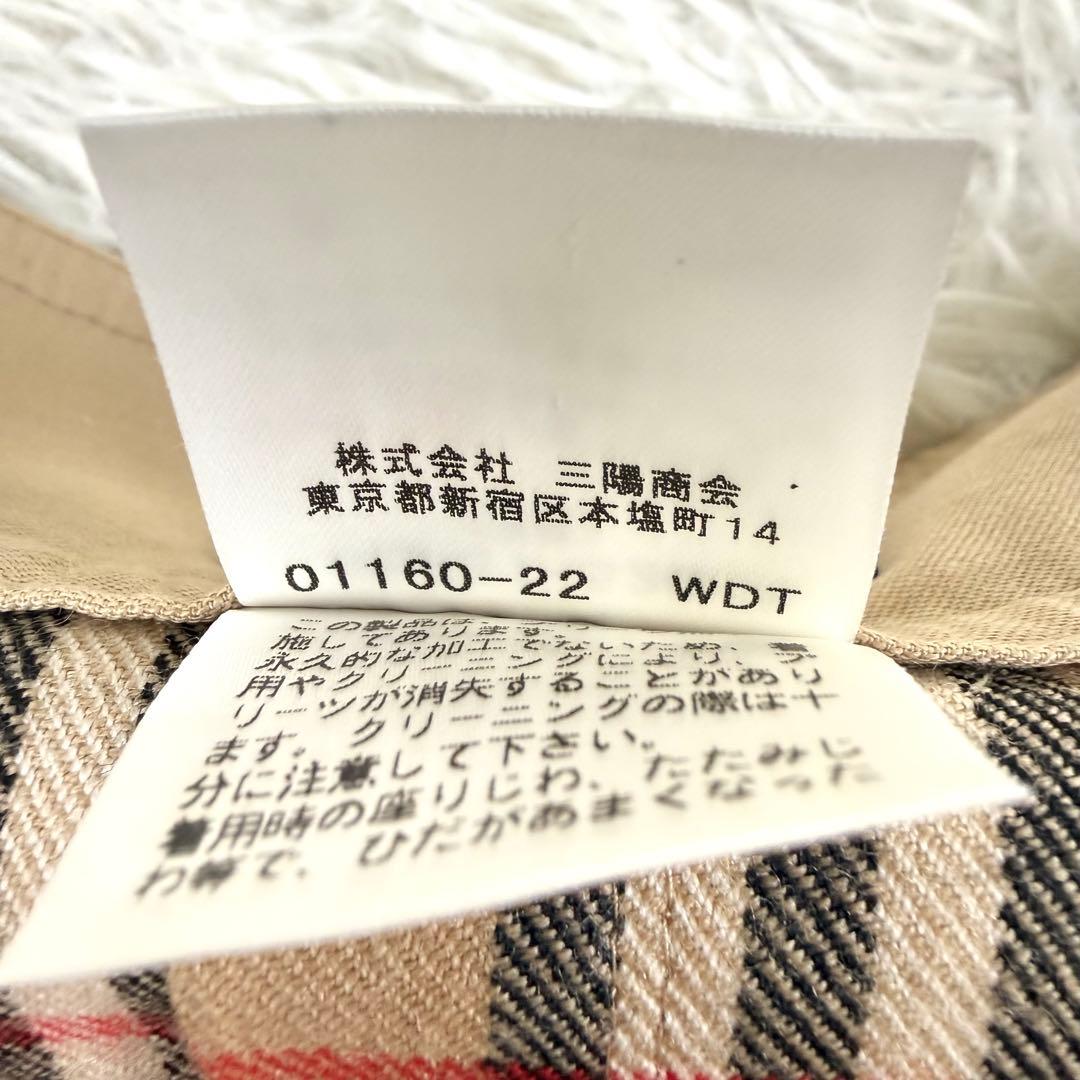 株式会社 三陽商会
東京都新宿区本塩町14
01160-22 WDT
この製品は、
施してあります。
永久的な加工でないため、着
用やクリーニングにより、プ
リーツが消失することがあり
ます。クリーニングの際は十
分に注意して下さい。
着用時の座りじわ、たたみじ
わ等で、ひだがあまくなった